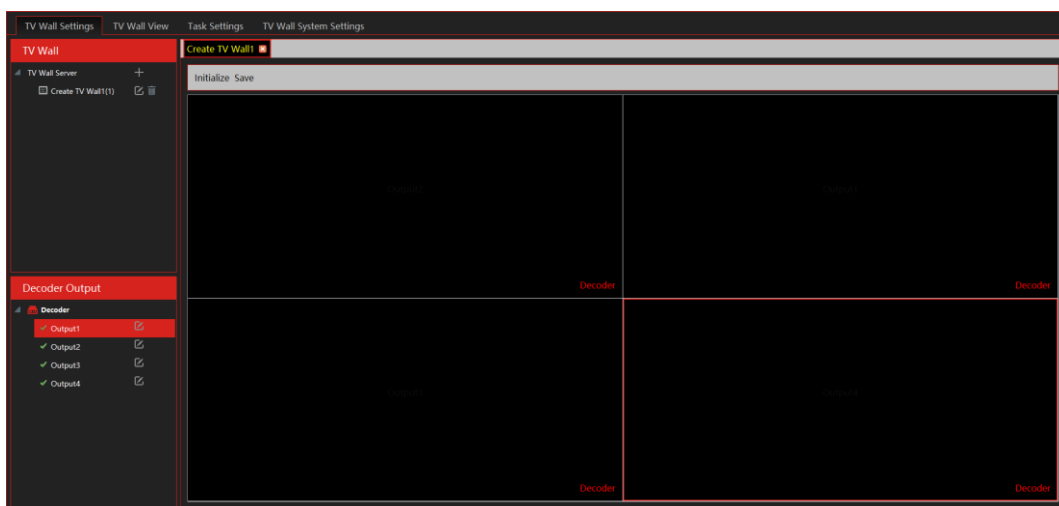 TV Wall Settings TV Wall View Task Settings TV Wall System Settings
TV Wall
Create TV Wall1
TV Wall Server
Initialize Save
Create TV Wall1(1)
Decoder Decoder
Decoder Output
Decoder
Output1
Output2
Output3
Output4
Decoder Decoder